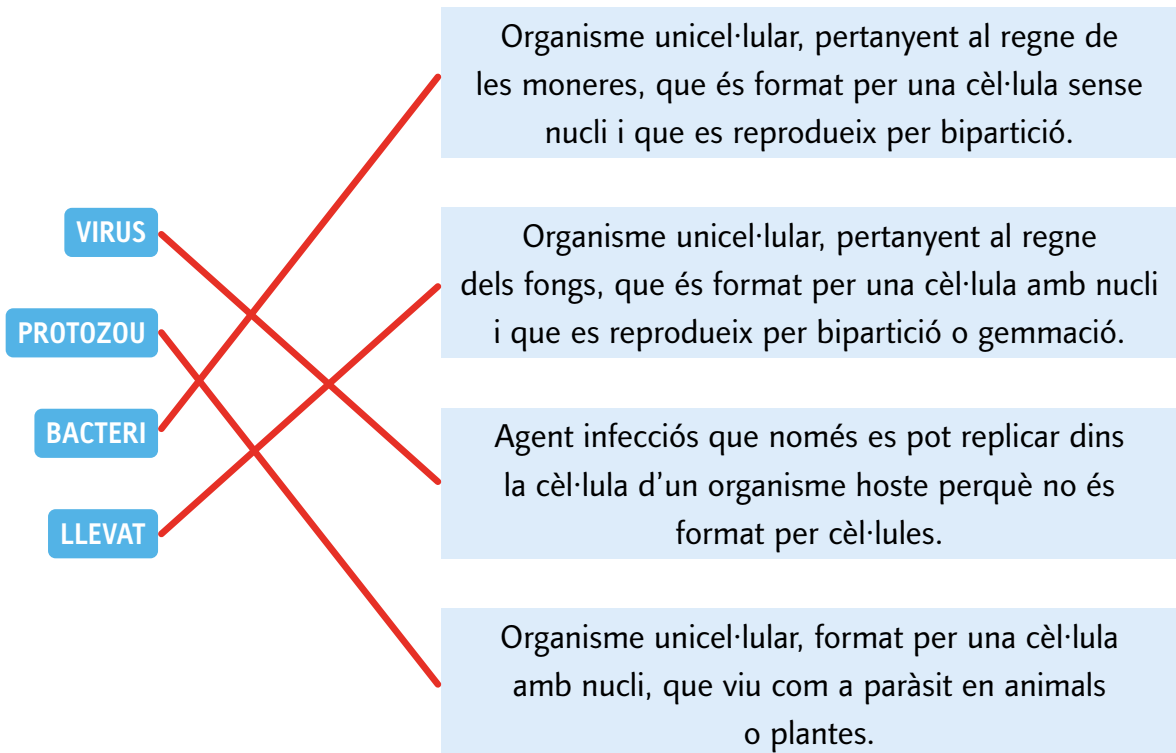 VIRUS
PROTOZOU
BACTERI
LLEVAT
Organisme unicel·lular, pertanyent al regne de
les moneres, que és format per una cèl·lula sense
nucli i que es reprodueix per bipartició.
Organisme unicel·lular, pertanyent al regne
dels fongs, que és format per una cèl·lula amb nucli
i que es reprodueix per bipartició o gemmació.
Agent infecciós que només es pot replicar dins
la cèl·lula d’un organisme hoste perquè no és
format per cèl·lules.
Organisme unicel·lular, format per una cèl·lula
amb nucli, que viu com a paràsit en animals
o plantes.